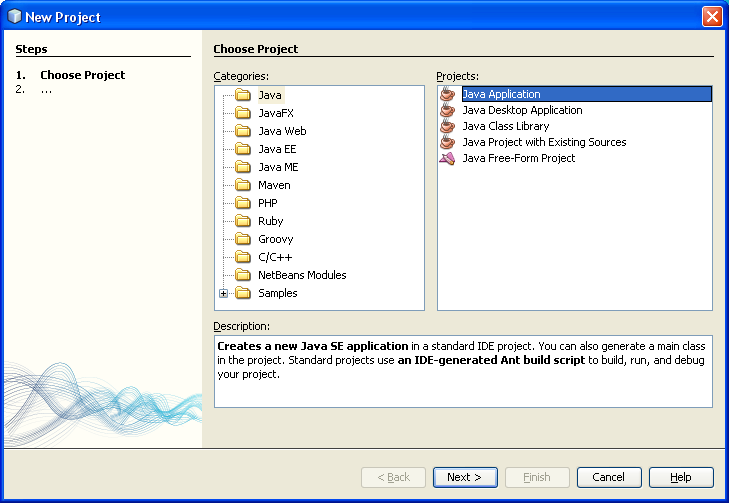 New Project
Steps
1. Choose Project
2. ...
Choose Project
Categories:
Java
JavaFX
Java Web
Java EE
Java ME
Maven
PHP
Ruby
Groovy
C/C++
NetBeans Modules
Samples
Projects:
Java Application
Java Desktop Application
Java Class Library
Java Project with Existing Sources
Java Free-Form Project
Description:
Creates a new Java SE application in a standard IDE project. You can also generate a main class
in the project. Standard projects use an IDE-generated Ant build script to build, run, and debug
your project.
< Back
Next >
Finish
Cancel
Help